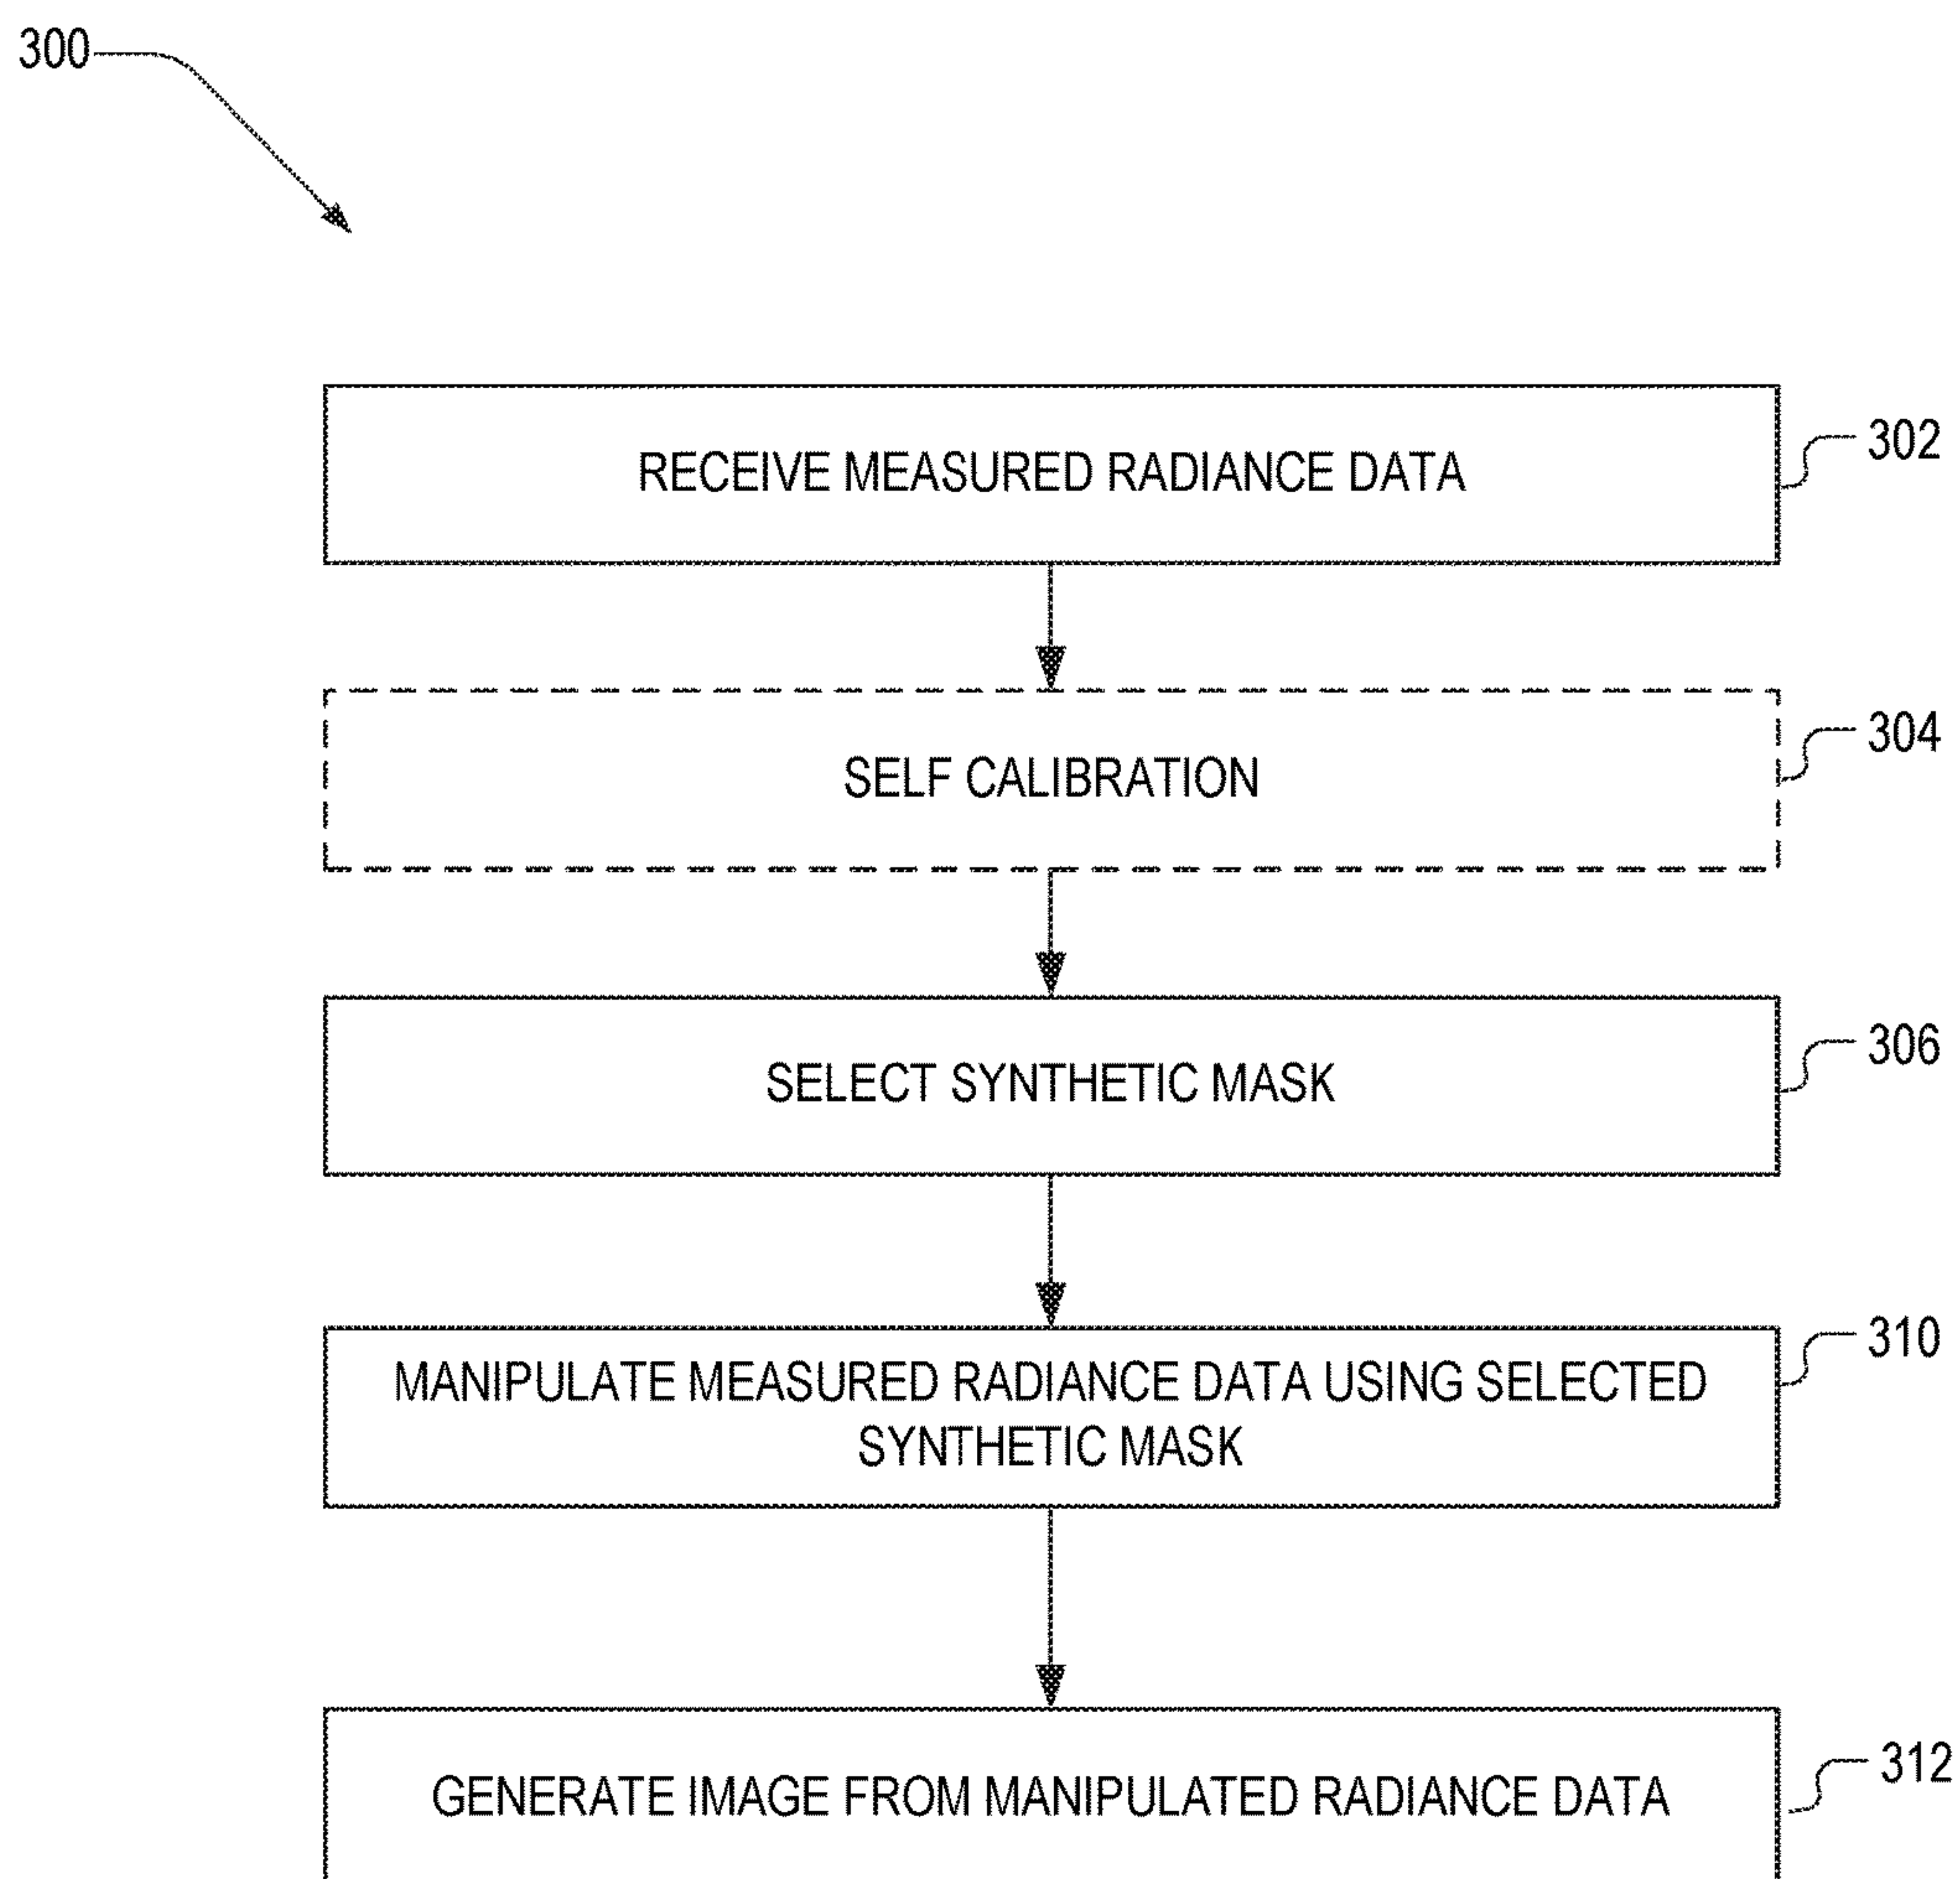 300
RECEIVE MEASURED RADIANCE DATA
302
SELF CALIBRATION
304
SELECT SYNTHETIC MASK
306
MANIPULATE MEASURED RADIANCE DATA USING SELECTED
SYNTHETIC MASK
310
GENERATE IMAGE FROM MANIPULATED RADIANCE DATA
312